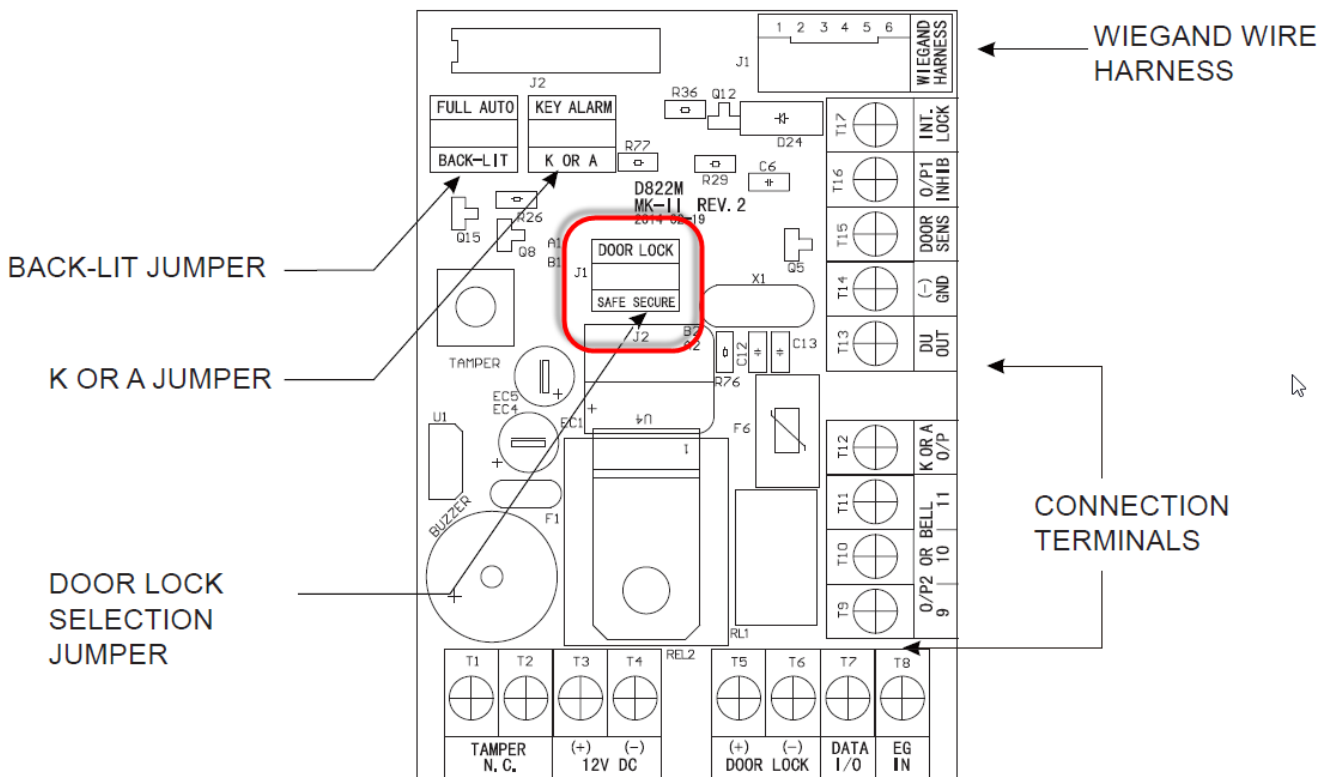 1 2 3 4 5 6
WIEGAND
HARNESS
J1
WIEGAND WIRE
HARNESS
J2
FULL AUTO
BACK-LIT
KEY ALARM
K OR A
R36
Q12
D24
R77
R29
C6
D822M
MK-II REV.2
2014-02-19
R26
Q15
Q8
A1
B1
J1
DOOR LOCK
SAFE SECURE
J2
B2
A2
Q5
X1
T17
INT.
LOCK
T16
O/P1
INHIB
T15
DOOR
SENS
T14
(-)
GND
T13
DU
OUT
BACK-LIT JUMPER
K OR A JUMPER
TAMPER
R76
C12
C13
EC5
EC4
EC1
+
+
+
U4
1
F6
U1
F1
BUZZER
+
T12
K OR A
O/P
T11
T10
T9
O/P2 OR BELL
9 10 11
CONNECTION
TERMINALS
DOOR LOCK
SELECTION
JUMPER
RL1
REL2
T1 T2 T3 T4 T5 T6 T7 T8
TAMPER
N.C.
(+) (-)
12V DC
(+) (-)
DOOR LOCK
DATA
I/O
EG
IN